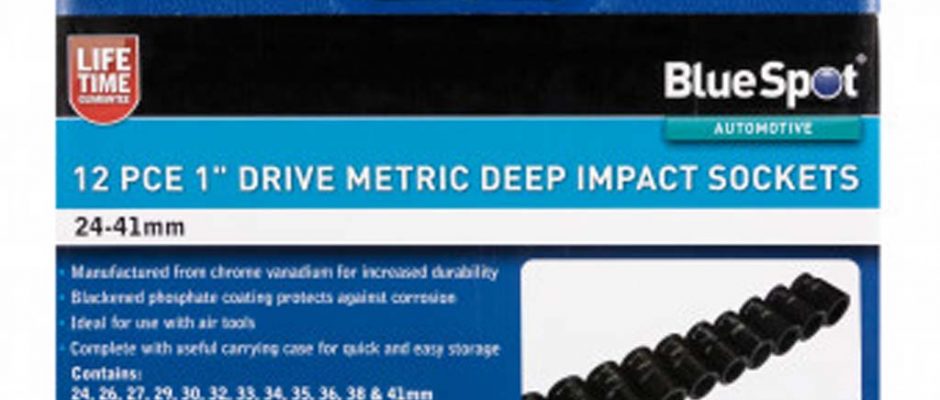 LIFE
TIME
GUARANTEE
BlueSpot®
AUTOMOTIVE
12 PCE 1" DRIVE METRIC DEEP IMPACT SOCKETS
24-41mm
· Manufactured from chrome vanadium for increased durability
· Blackened phosphate coating protects against corrosion
· Ideal for use with air tools
· Complete with useful carrying case for quick and easy storage
Contains:
24, 26, 27, 29, 30, 32, 33, 34, 35, 36, 38 & 41mm